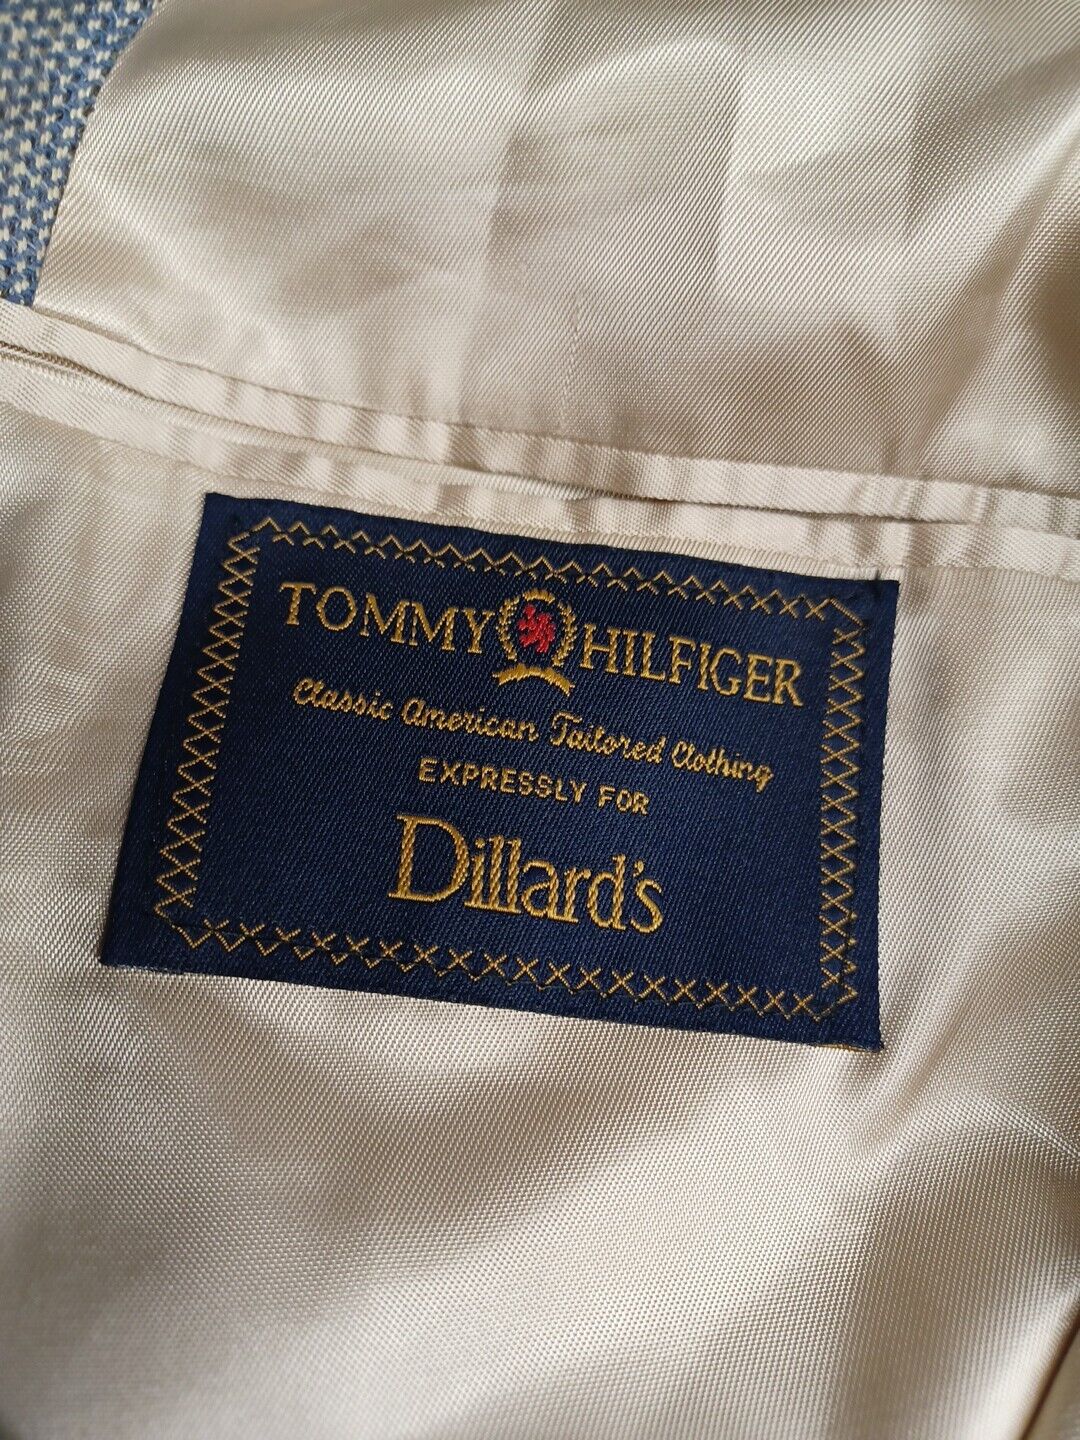 TOMMY HILFIGER
Classic American Tailored Clothing
EXPRESSLY FOR
Dillard's